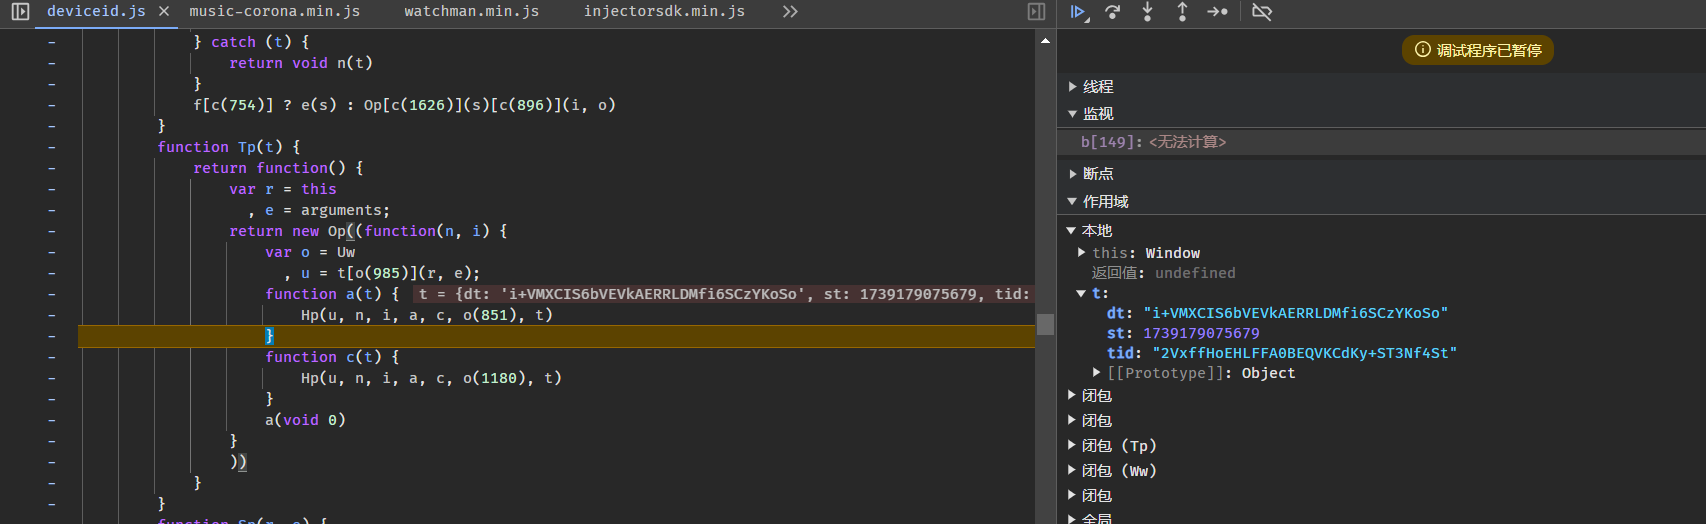 deviceid.js × music-corona.min.js watchman.min.js injectorsdk.min.js »
} catch (t) {
return void n(t)
}
f[c(754)] ? e(s) : Op[c(1626)](s)[c(896)](i, o)
}
function Tp(t) {
return function() {
var r = this
, e = arguments;
return new Op((function(n, i) {
var o = Uw
, u = t[o(985)](r, e);
function a(t) { t = {dt: 'i+VMXCIS6bVEVkAERRLDMfi6SCzYKoSo', st: 1739179075679, tid:
Hp(u, n, i, a, c, o(851), t)
}
function c(t) {
Hp(u, n, i, a, c, o(1180), t)
}
a(void 0)
}
))
}
}
function Sp(r, e) {
调试程序已暂停
线程
监视
b[149]: <无法计算>
断点
作用域
本地
this: Window
返回值: undefined
t:
dt: "i+VMXCIS6bVEVkAERRLDMfi6SCzYKoSo"
st: 1739179075679
tid: "2VxffHoEHLFFA0BEQVKCdKy+ST3Nf4St"
[[Prototype]]: Object
闭包
闭包
闭包 (Tp)
闭包 (Ww)
闭包
全局